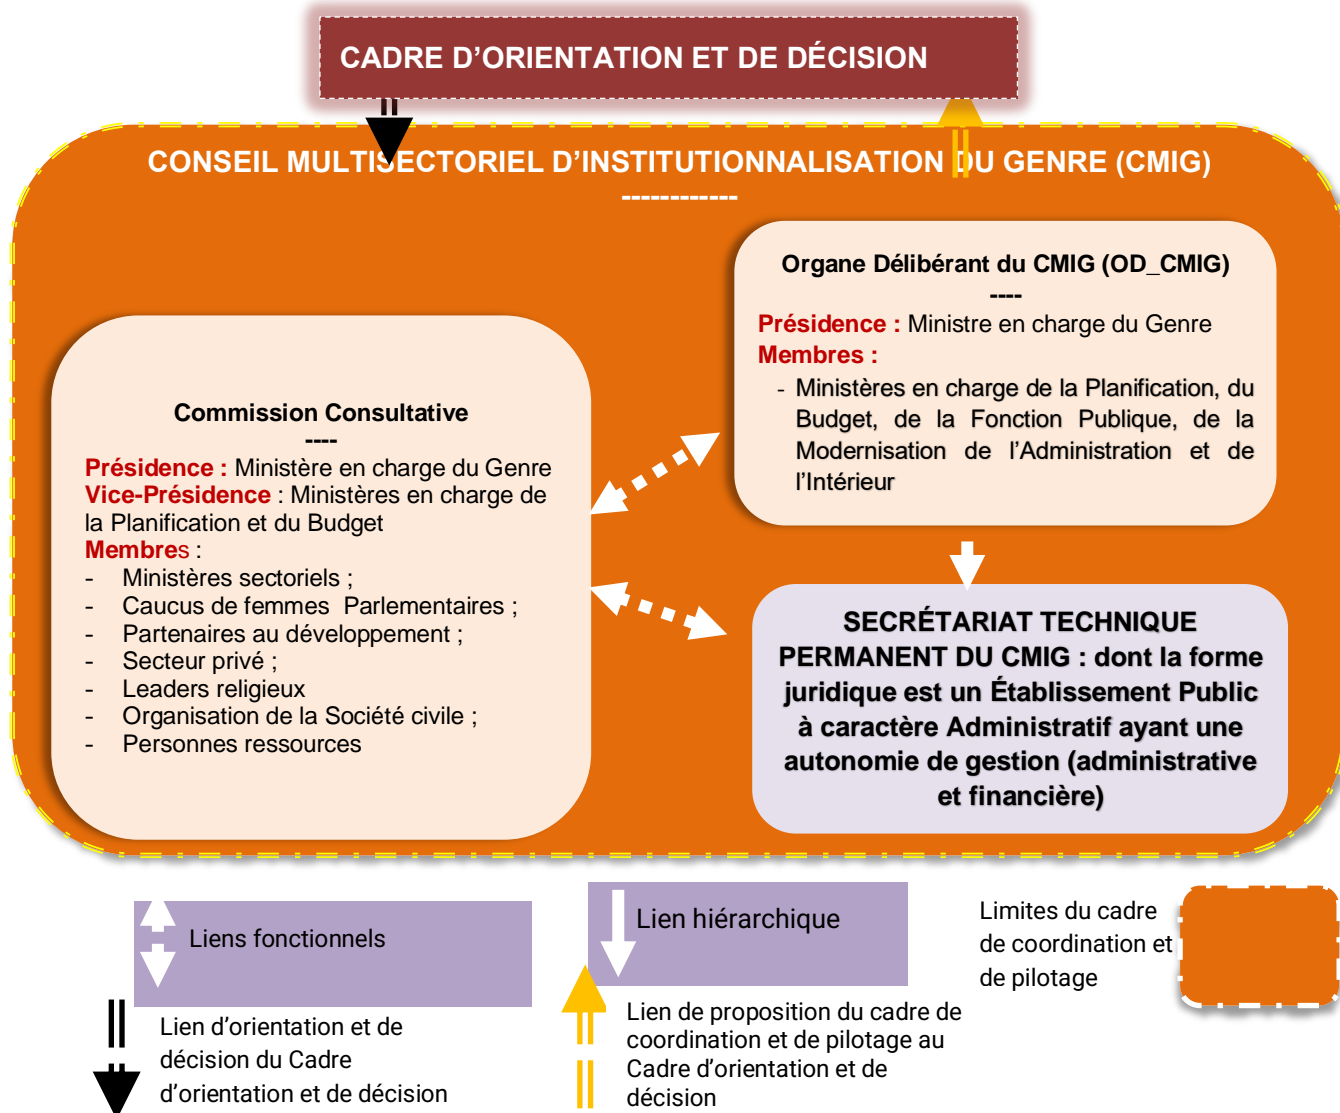 CADRE D’ORIENTATION ET DE DÉCISION
CONSEIL MULTISECTORIEL D’INSTITUTIONNALISATION DU GENRE (CMIG)
------------
Organe Délibérant du CMIG (OD_CMIG)
----
Présidence : Ministre en charge du Genre
Membres :
- Ministères en charge de la Planification, du
Budget, de la Fonction Publique, de la
Modernisation de l’Administration et de
l’Intérieur
Commission Consultative
----
Présidence : Ministère en charge du Genre
Vice-Présidence : Ministères en charge de
la Planification et du Budget
Membres :
- Ministères sectoriels ;
- Caucus de femmes Parlementaires ;
- Partenaires au développement ;
- Secteur privé ;
- Leaders religieux
- Organisation de la Société civile ;
- Personnes ressources
SECRÉTARIAT TECHNIQUE
PERMANENT DU CMIG : dont la forme
juridique est un Établissement Public
à caractère Administratif ayant une
autonomie de gestion (administrative
et financière)
Liens fonctionnels
Lien hiérarchique
Limites du cadre
de coordination et
de pilotage
Lien d’orientation et de
décision du Cadre
d’orientation et de décision
Lien de proposition du cadre de
coordination et de pilotage au
Cadre d’orientation et de
décision